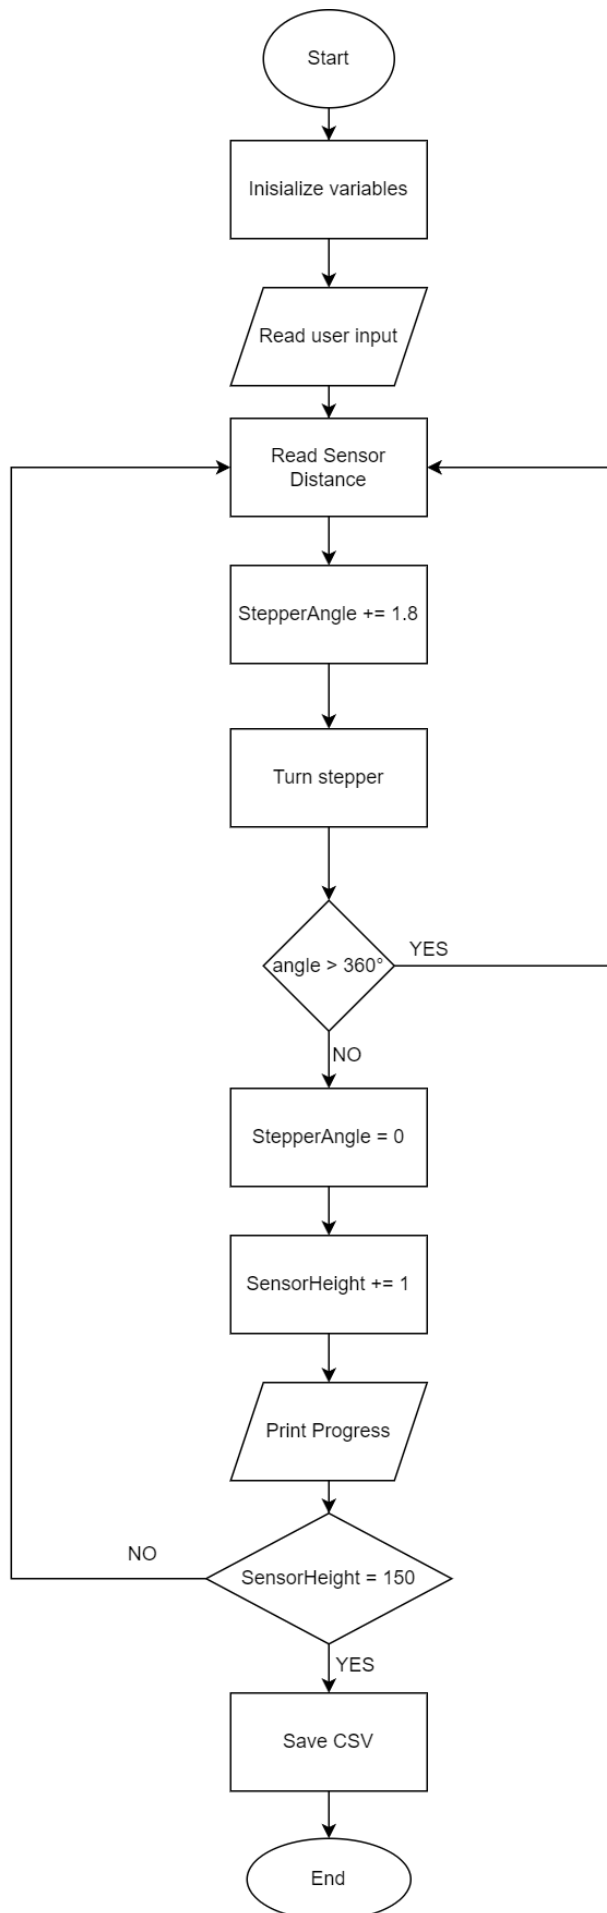 Start
Inisialize variables
Read user input
Read Sensor
Distance
StepperAngle += 1.8
Turn stepper
angle > 360°
YES
NO
StepperAngle = 0
SensorHeight += 1
Print Progress
NO
SensorHeight = 150
YES
Save CSV
End